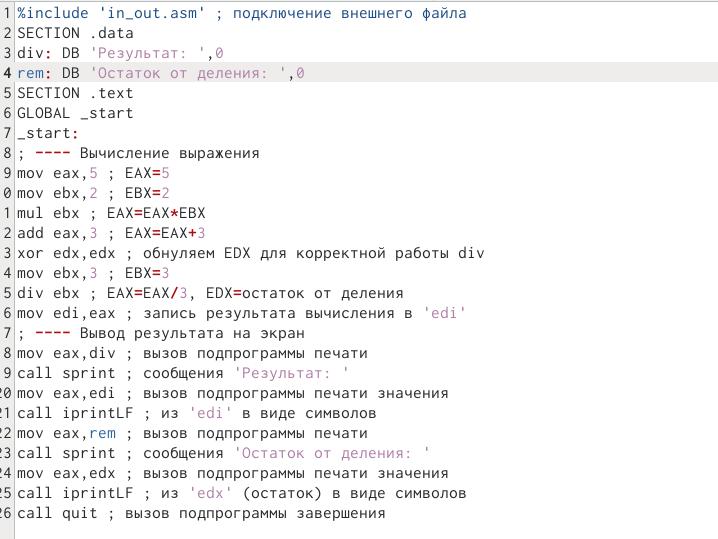 1 %include 'in_out.asm' ; подключение внешнего файла
2 SECTION .data
3 div: DB 'Результат: ',0
4 rem: DB 'Остаток от деления: ',0
5 SECTION .text
6 GLOBAL _start
7 _start:
8 ; ---- Вычисление выражения
9 mov eax,5 ; EAX=5
0 mov ebx,2 ; EBX=2
1 mul ebx ; EAX=EAX*EBX
2 add eax,3 ; EAX=EAX+3
3 xor edx,edx ; обнуляем EDX для корректной работы div
4 mov ebx,3 ; EBX=3
5 div ebx ; EAX=EAX/3, EDX=остаток от деления
6 mov edi,eax ; запись результата вычисления в 'edi'
7 ; ---- Вывод результата на экран
8 mov eax,div ; вызов подпрограммы печати
9 call sprint ; сообщения 'Результат: '
20 mov eax,edi ; вызов подпрограммы печати значения
21 call iprintLF ; из 'edi' в виде символов
22 mov eax,rem ; вызов подпрограммы печати
23 call sprint ; сообщения 'Остаток от деления: '
24 mov eax,edx ; вызов подпрограммы печати значения
25 call iprintLF ; из 'edx' (остаток) в виде символов
26 call quit ; вызов подпрограммы завершения